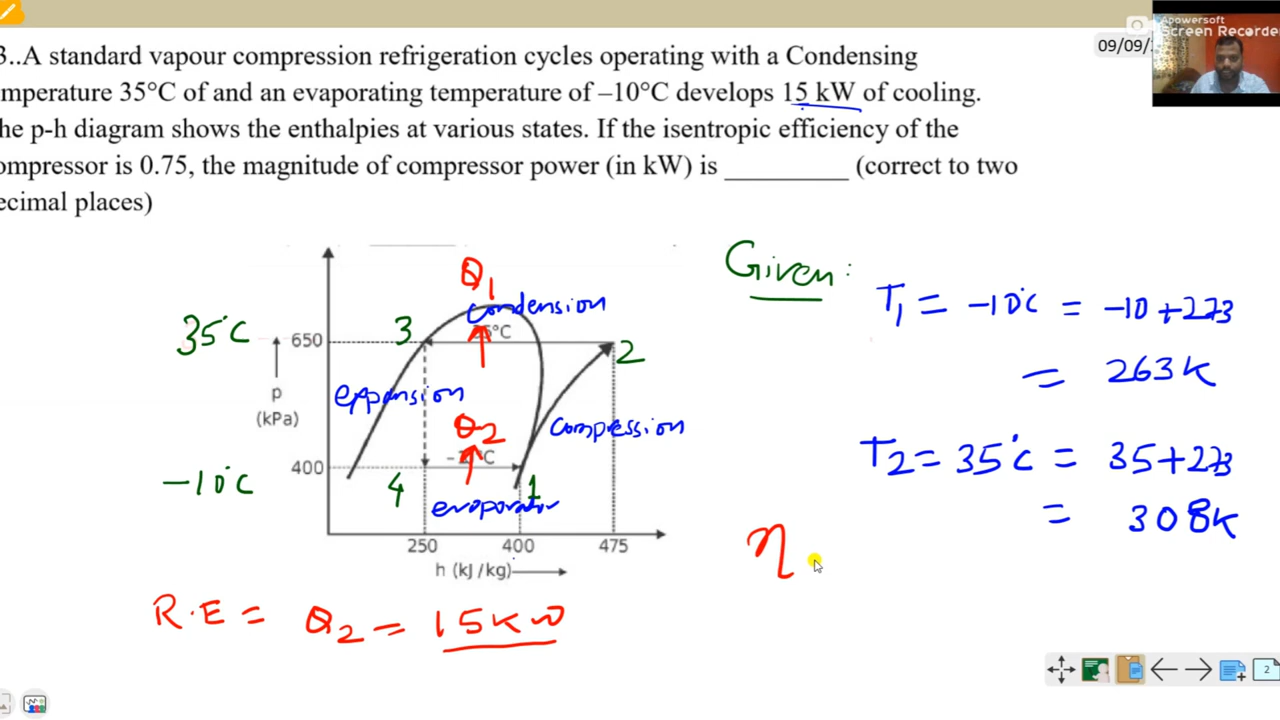 3..A standard vapour compression refrigeration cycles operating with a Condensing
mperature 35°C of and an evaporating temperature of –10°C develops 15 kW of cooling.
he p-h diagram shows the enthalpies at various states. If the isentropic efficiency of the
ompressor is 0.75, the magnitude of compressor power (in kW) is _________ (correct to two
ecimal places)
09/09/
Apowersoft
Screen Recorder
Given:
T1 = -10°C = -10+273
= 263K
T2 = 35°C = 35+273
= 308K
η
Q1
condension
35°C
650
3
°C
2
p
(kPa)
expansion
Q2
compression
400
-10°C
4
°C
1
evoporator
250
400
475
h (kJ/kg)
R.E = Q2 = 15kw
2